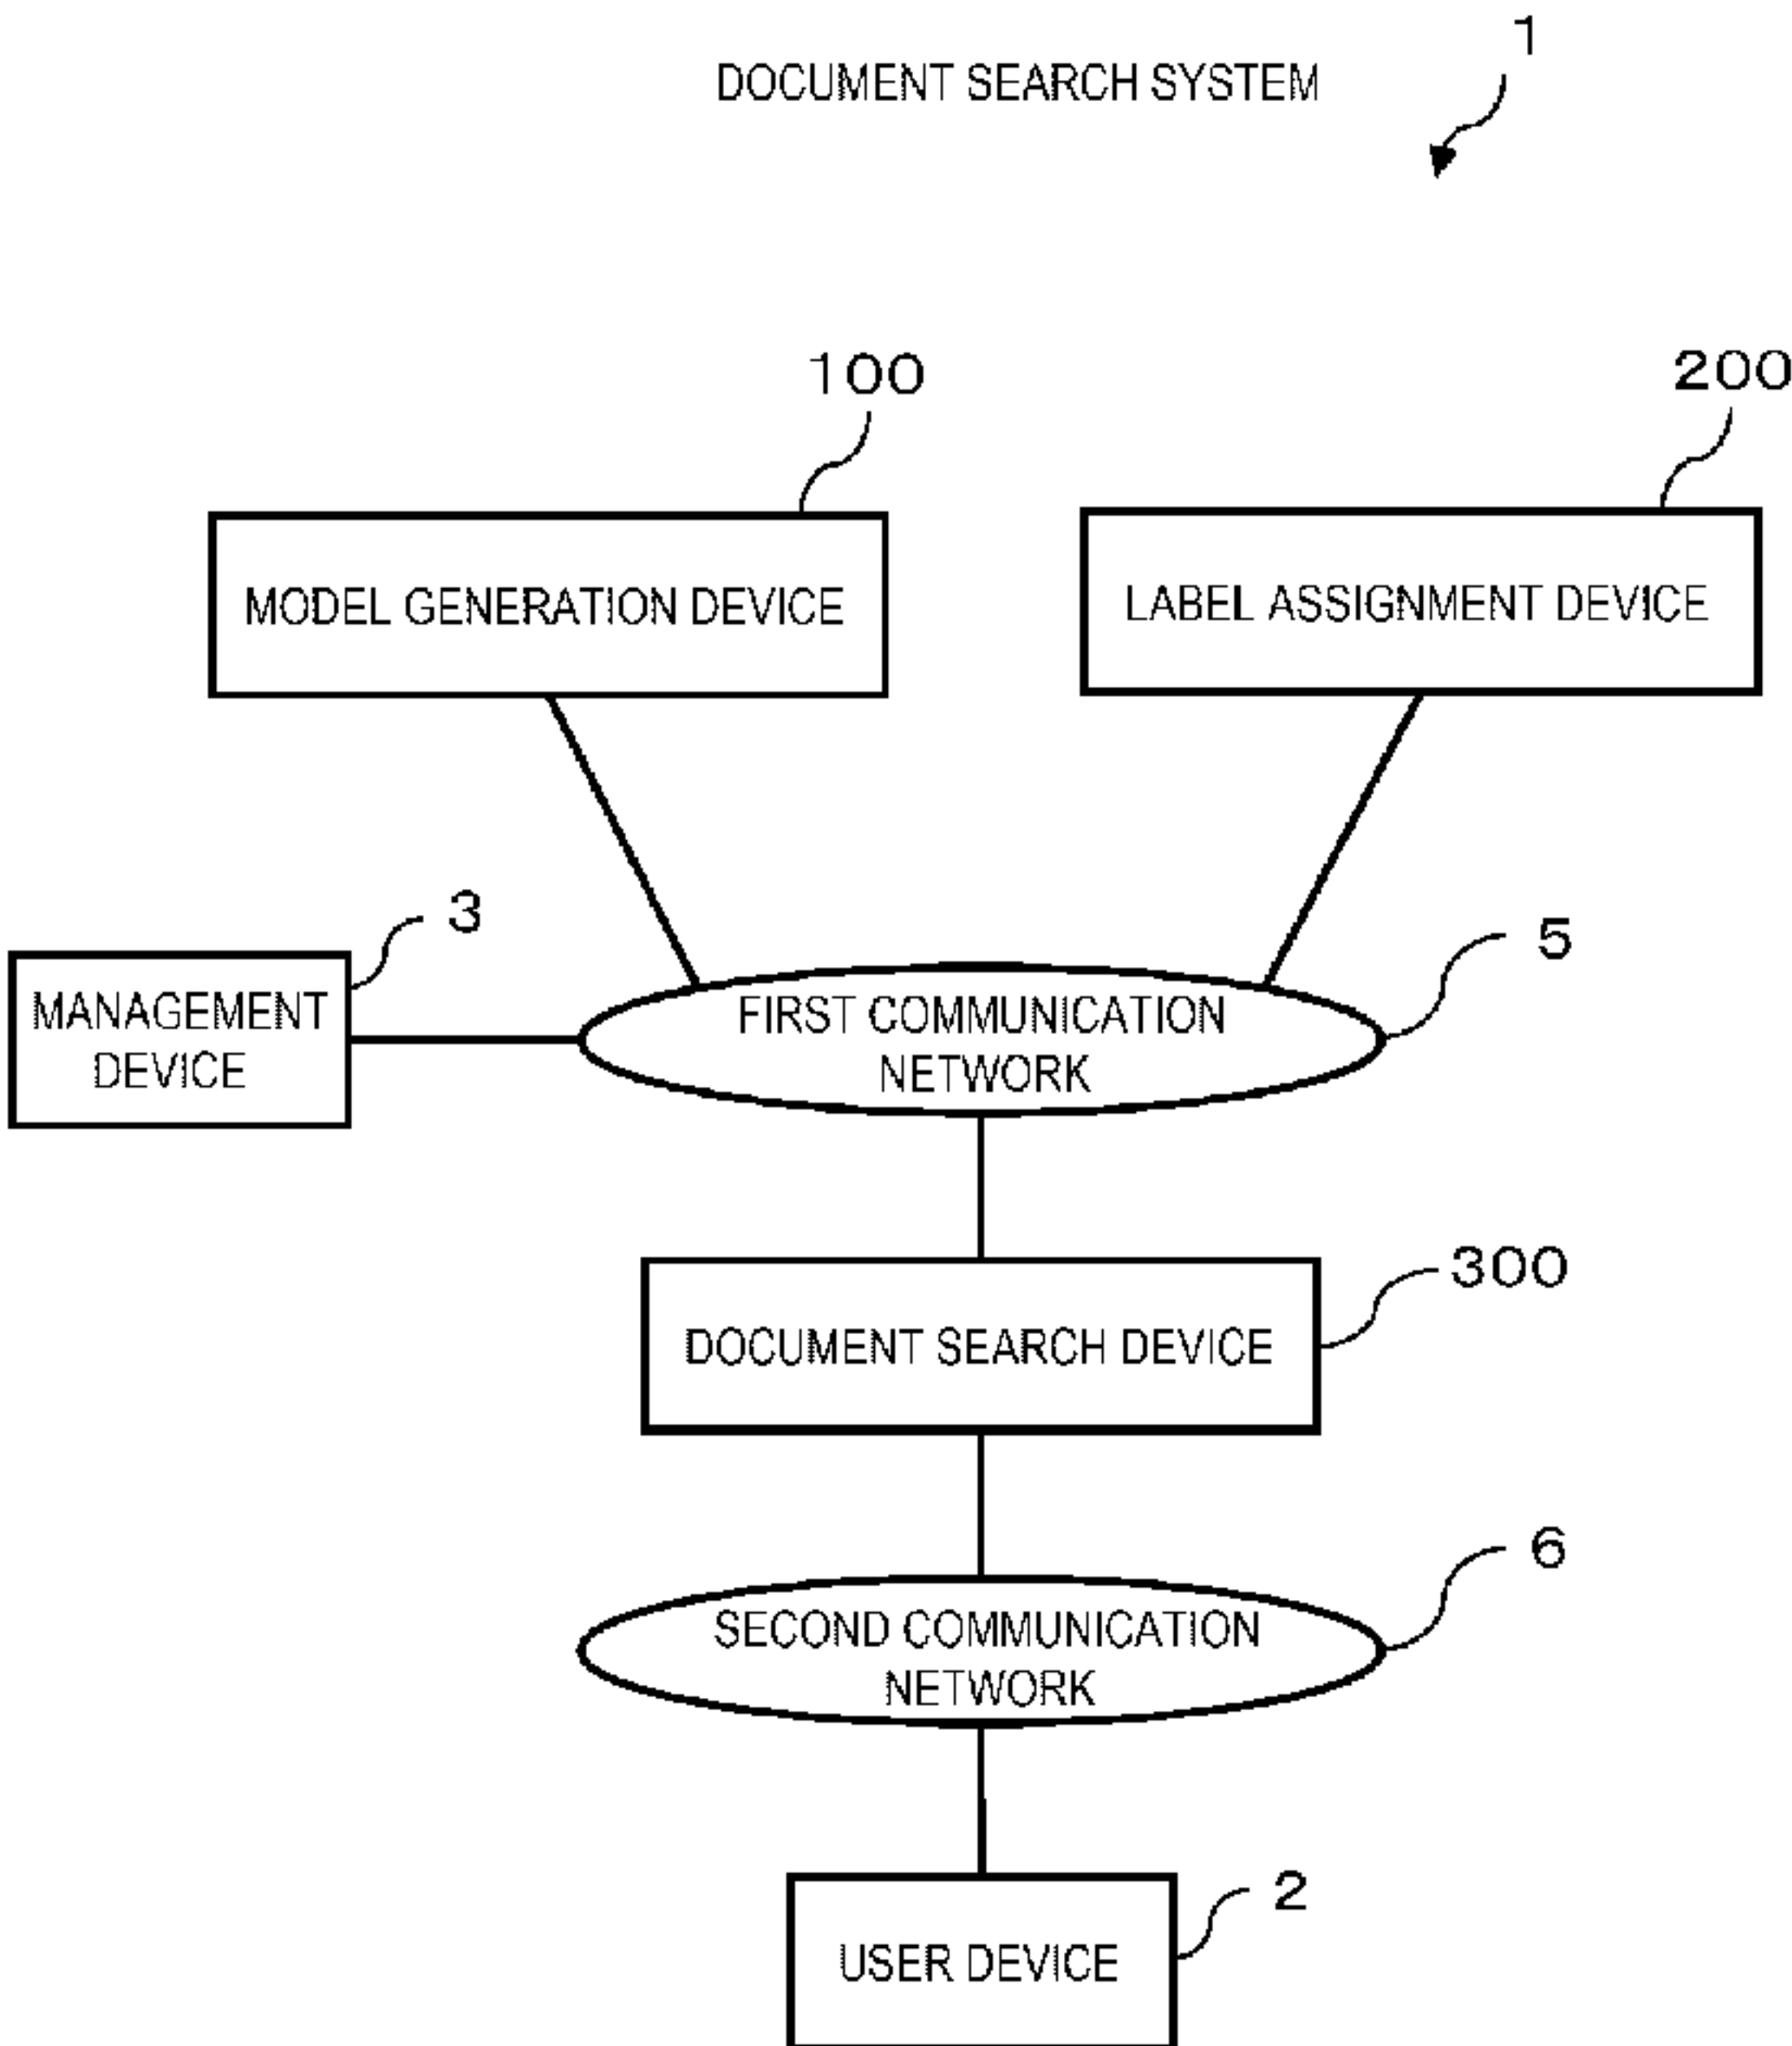 1
DOCUMENT SEARCH SYSTEM
100
200
MODEL GENERATION DEVICE
LABEL ASSIGNMENT DEVICE
3
5
MANAGEMENT
DEVICE
FIRST COMMUNICATION
NETWORK
300
DOCUMENT SEARCH DEVICE
6
SECOND COMMUNICATION
NETWORK
2
USER DEVICE